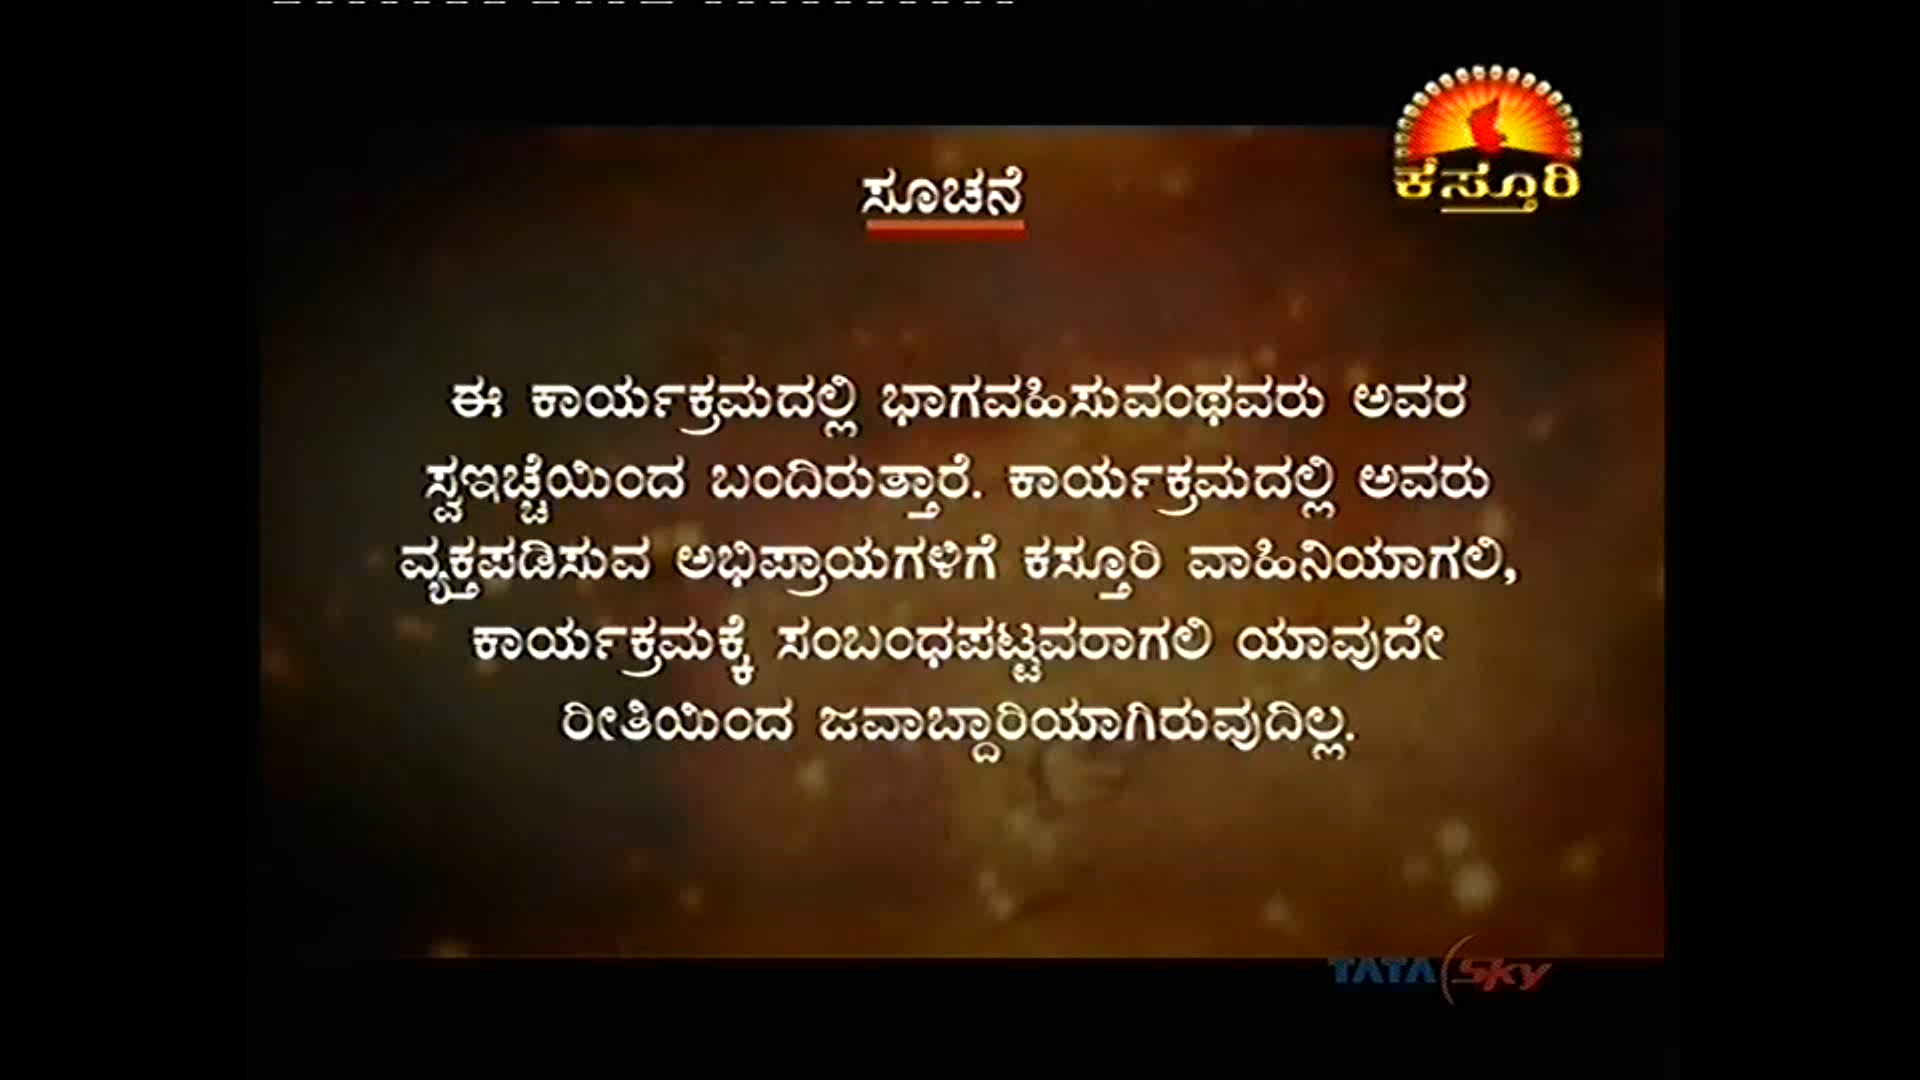 ಕಸ್ತೂರಿ
ಸೂಚನೆ
ಈ ಕಾರ್ಯಕ್ರಮದಲ್ಲಿ ಭಾಗವಹಿಸುವಂಥವರು ಅವರ
ಸ್ವಇಚ್ಚೆಯಿಂದ ಬಂದಿರುತ್ತಾರೆ. ಕಾರ್ಯಕ್ರಮದಲ್ಲಿ ಅವರು
ವ್ಯಕ್ತಪಡಿಸುವ ಅಭಿಪ್ರಾಯಗಳಿಗೆ ಕಸ್ತೂರಿ ವಾಹಿನಿಯಾಗಲಿ,
ಕಾರ್ಯಕ್ರಮಕ್ಕೆ ಸಂಬಂಧಪಟ್ಟವರಾಗಲಿ ಯಾವುದೇ
ರೀತಿಯಿಂದ ಜವಾಬ್ದಾರಿಯಾಗಿರುವುದಿಲ್ಲ.
TATA Sky